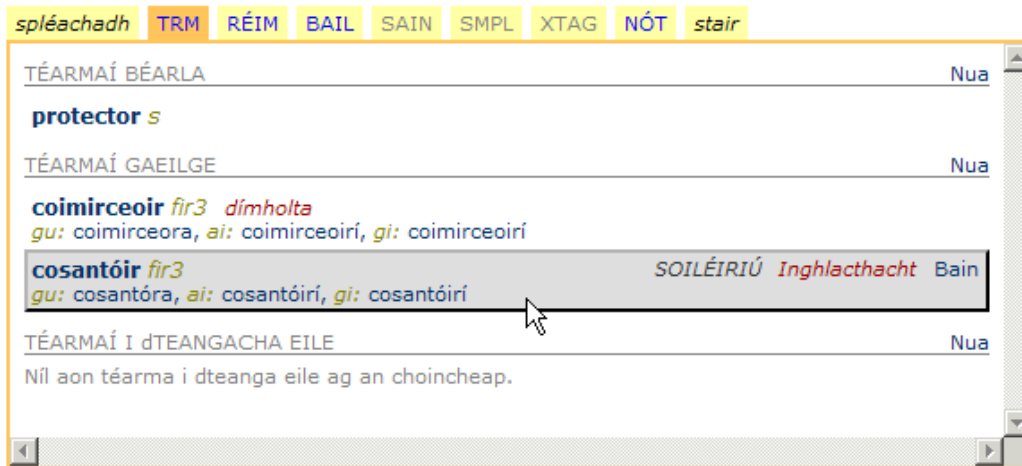 spléachadh TRM RÉIM BAIL SAIN SMPL XTAG NÓT stair
TÉARMAÍ BÉARLA Nua
protector s
TÉARMAÍ GAEILGE Nua
coimirceoir fir3 dímholta
gu: coimirceora, ai: coimirceoirí, gi: coimirceoirí
cosantóir fir3 SOILÉIRIÚ Inghlacthacht Bain
gu: cosantóra, ai: cosantóirí, gi: cosantóirí
TÉARMAÍ I dTEANGACHA EILE Nua
Níl aon téarma i dteanga eile ag an choincheap.